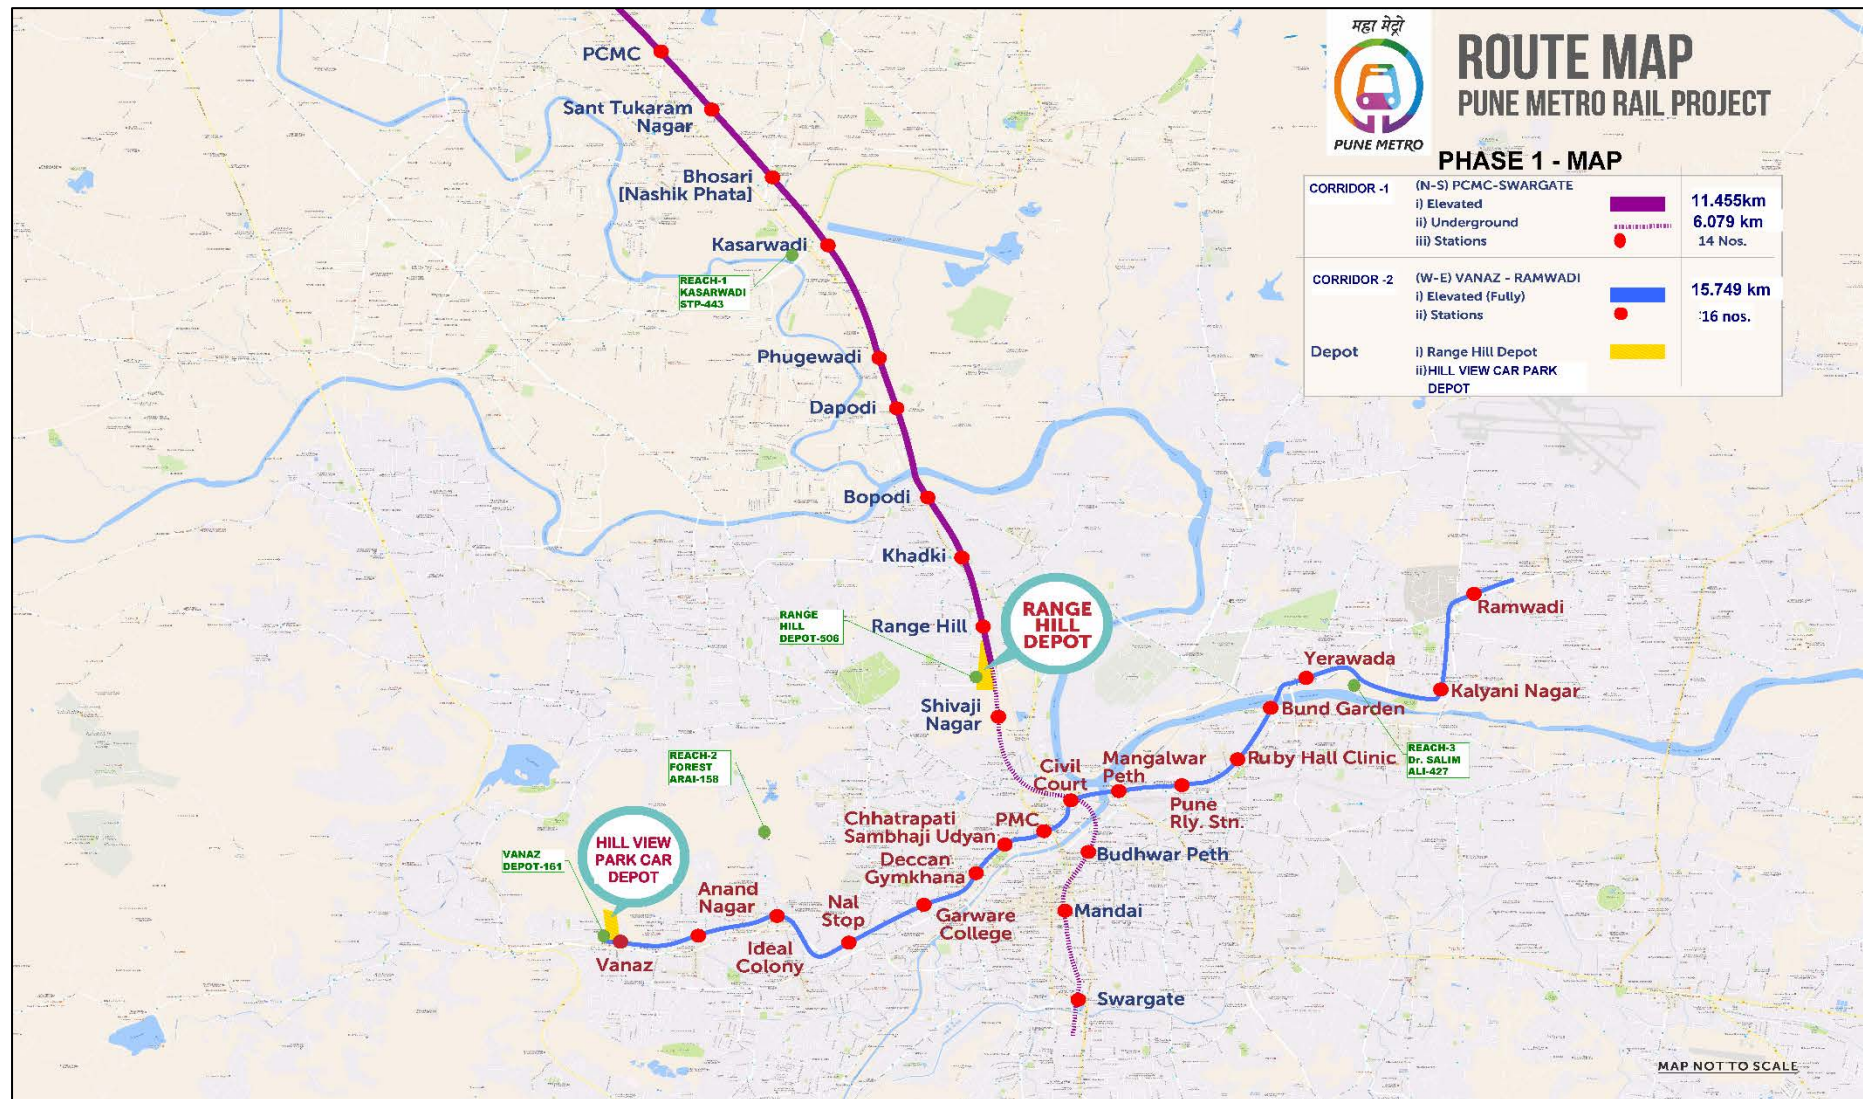 महा मेट्रो
PUNE METRO
ROUTE MAP
PUNE METRO RAIL PROJECT
PHASE 1 - MAP
CORRIDOR -1
(N-S) PCMC-SWARGATE
i) Elevated
11.455km
ii) Underground
6.079 km
iii) Stations
14 Nos.
CORRIDOR -2
(W-E) VANAZ - RAMWADI
i) Elevated (Fully)
15.749 km
ii) Stations
16 nos.
Depot
i) Range Hill Depot
ii)HILL VIEW CAR PARK
DEPOT
PCMC
Sant Tukaram
Nagar
Bhosari
[Nashik Phata]
Kasarwadi
REACH-1
KASARWADI
STP-443
Phugewadi
Dapodi
Bopodi
Khadki
RANGE
HILL
DEPOT-506
Range Hill
RANGE
HILL
DEPOT
Shivaji
Nagar
Ramwadi
Yerawada
Kalyani Nagar
Bund Garden
REACH-3
Dr. SALIM
ALI-427
Ruby Hall Clinic
Mangalwar
Peth
Pune
Rly. Stn.
Civil
Court
PMC
Chhatrapati
Sambhaji Udyan
Deccan
Gymkhana
Budhwar Peth
Mandai
Swargate
REACH-2
FOREST
ARAI-158
HILL VIEW
PARK CAR
DEPOT
VANAZ
DEPOT-161
Vanaz
Anand
Nagar
Ideal
Colony
Nal
Stop
Garware
College
MAP NOT TO SCALE